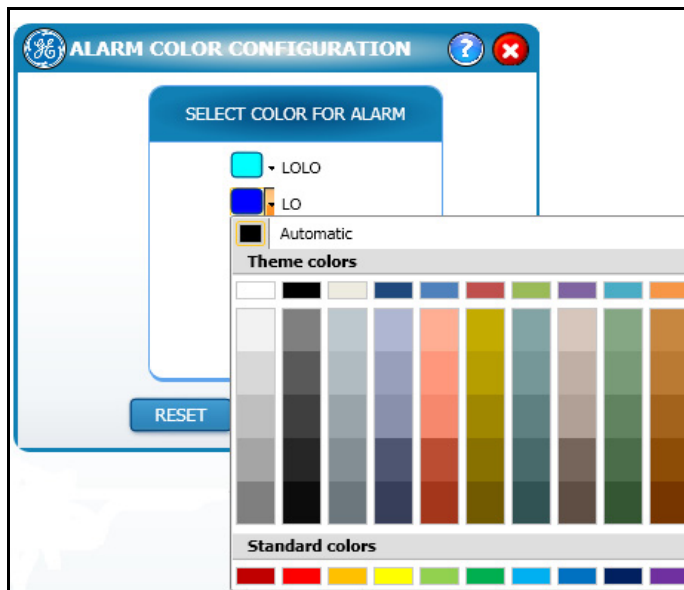 ALARM COLOR CONFIGURATION
?
SELECT COLOR FOR ALARM
LOLO
LO
Automatic
Theme colors
RESET
Standard colors